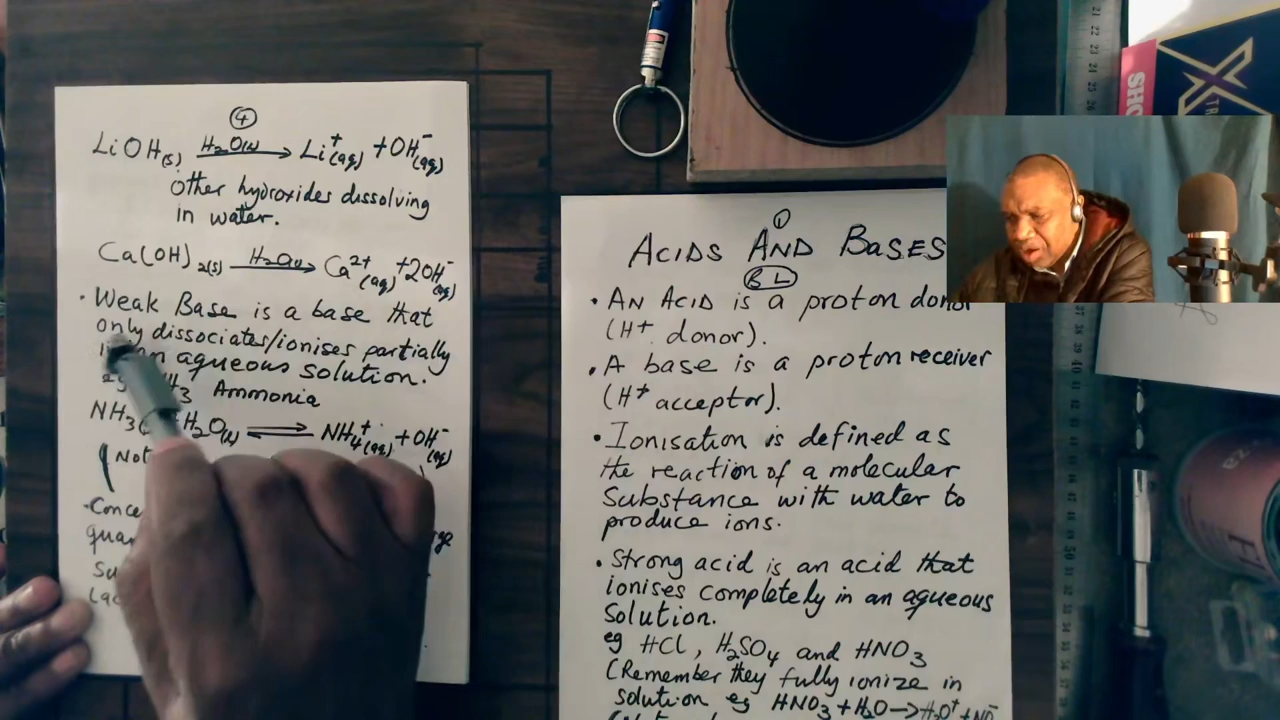 ④
LiOH(s) H₂O(l) → Li⁺(aq) + OH⁻(aq)
Other hydroxides dissolving
in water.
Ca(OH)₂(s) H₂O(l) → Ca²⁺(aq) + 2OH⁻(aq)
• Weak Base is a base that
only dissociates/ionises partially
an aqueous solution.
Ammonia
NH₃ H₂O(l) ⇌ NH₄⁺(aq) + OH⁻(aq)
①
ACIDS AND BASES
BL
• AN ACID is a proton donor
(H⁺ donor).
• A base is a proton receiver
(H⁺ acceptor).
• Ionisation is defined as
the reaction of a molecular
substance with water to
produce ions.
• Strong acid is an acid that
ionises completely in an aqueous
solution.
eg HCl, H₂SO₄ and HNO₃
(Remember they fully ionize in
solution eg HNO₃ + H₂O → H₃O⁺ + NO₃⁻
SHO
X
TR